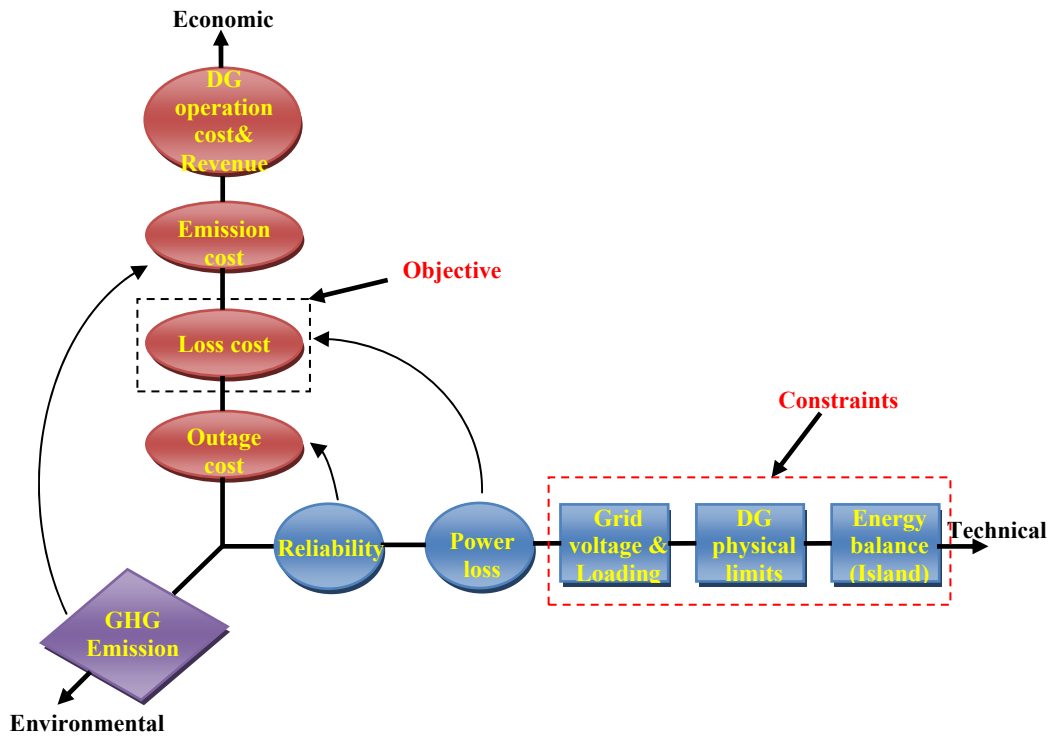 Economic
DG
operation
cost&
Revenue
Emission
cost
Objective
Loss cost
Constraints
Outage
cost
Reliability
Power
loss
Grid
voltage &
Loading
DG
physical
limits
Energy
balance
(Island)
Technical
GHG
Emission
Environmental